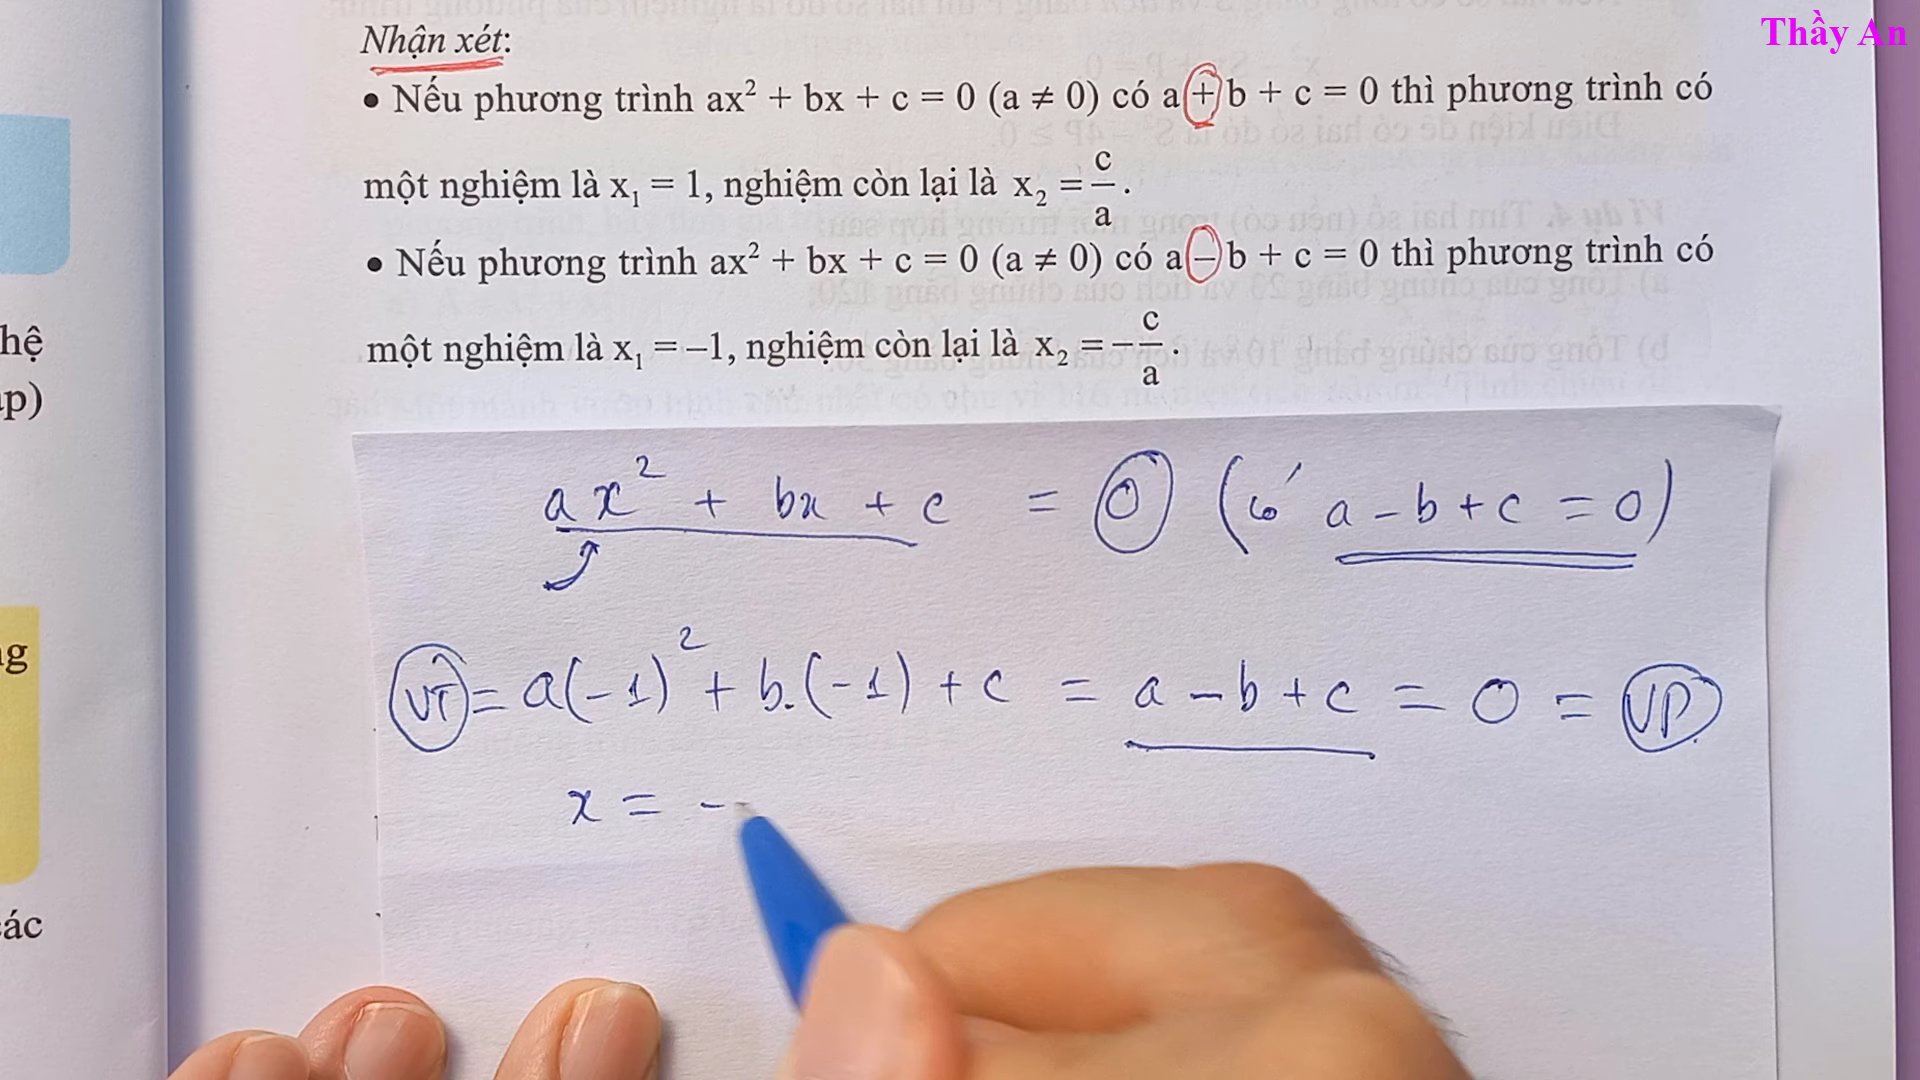 Thầy An
Nhận xét:
• Nếu phương trình ax² + bx + c = 0 (a ≠ 0) có a + b + c = 0 thì phương trình có
một nghiệm là x₁ = 1, nghiệm còn lại là x₂ = c/a.
• Nếu phương trình ax² + bx + c = 0 (a ≠ 0) có a – b + c = 0 thì phương trình có
một nghiệm là x₁ = –1, nghiệm còn lại là x₂ = –c/a.
hệ
p)
ax² + bx + c = 0 (có a – b + c = 0)
g
VT = a(–1)² + b.(–1) + c = a – b + c = 0 = VP
x = –
ác